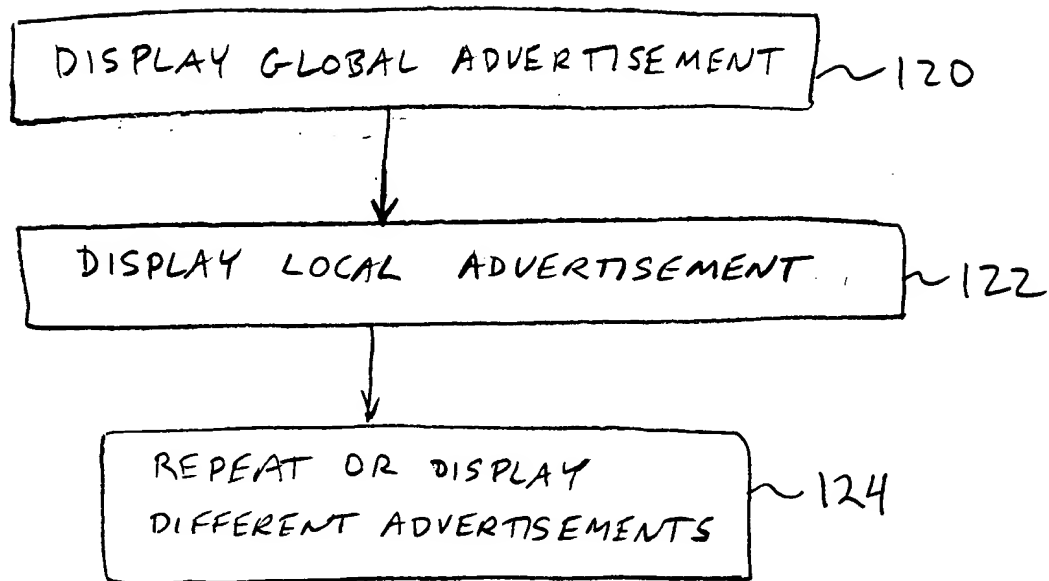 DISPLAY GLOBAL ADVERTISEMENT
120
DISPLAY LOCAL ADVERTISEMENT
122
REPEAT OR DISPLAY
DIFFERENT ADVERTISEMENTS
124